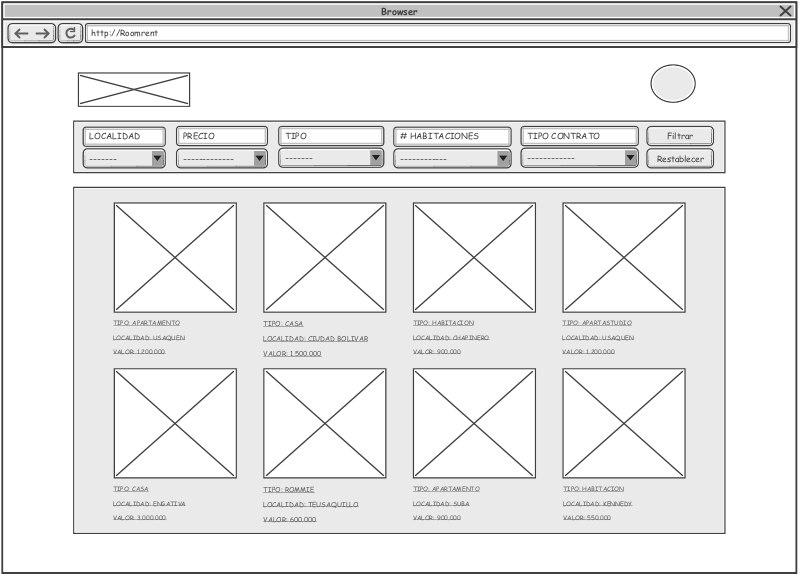 Browser
http://Roomrent
LOCALIDAD PRECIO TIPO # HABITACIONES TIPO CONTRATO Filtrar
------- ------------- ------- ------------ ------------ Restablecer
TIPO: APARTAMENTO
LOCALIDAD: USAQUEN
VALOR: 1.200.000
TIPO: CASA
LOCALIDAD: CIUDAD BOLIVAR
VALOR: 1.500.000
TIPO: HABITACION
LOCALIDAD: CHAPINERO
VALOR: 900.000
TIPO: APARTASTUDIO
LOCALIDAD: USAQUEN
VALOR: 1.200.000
TIPO: CASA
LOCALIDAD: ENGATIVA
VALOR: 3.000.000
TIPO: ROMMIE
LOCALIDAD: TEUSAQUILLO
VALOR: 600.000
TIPO: APARTAMENTO
LOCALIDAD: SUBA
VALOR: 900.000
TIPO: HABITACION
LOCALIDAD: KENNEDY
VALOR: 550.000